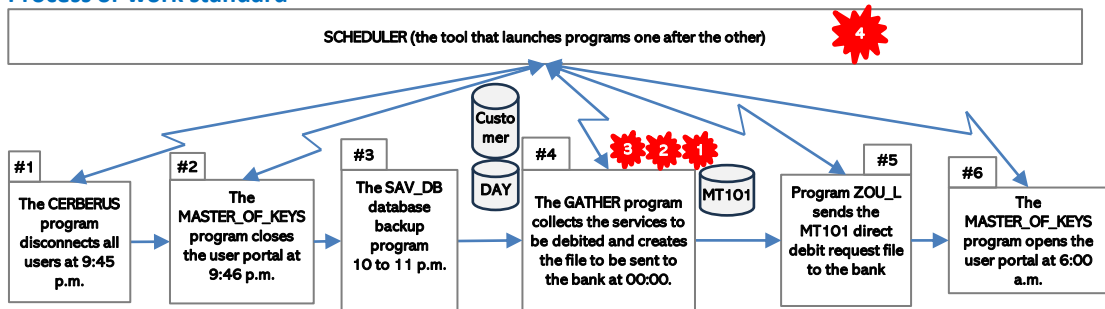 Process or work standard
SCHEDULER (the tool that launches programs one after the other)
4
Custo
mer
DAY
3
2
1
MT101
#1
The CERBERUS
program
disconnects all
users at 9:45
p.m.
#2
The
MASTER_OF_KEYS
program closes
the user portal at
9:46 p.m.
#3
The SAV_DB
database
backup
program
10 to 11 p.m.
#4
The GATHER program
collects the services to
be debited and creates
the file to be sent to
the bank at 00:00.
#5
Program ZOU_L
sends the
MT101 direct
debit request file
to the bank
#6
The
MASTER_OF_KEYS
program opens the
user portal at 6:00
a.m.